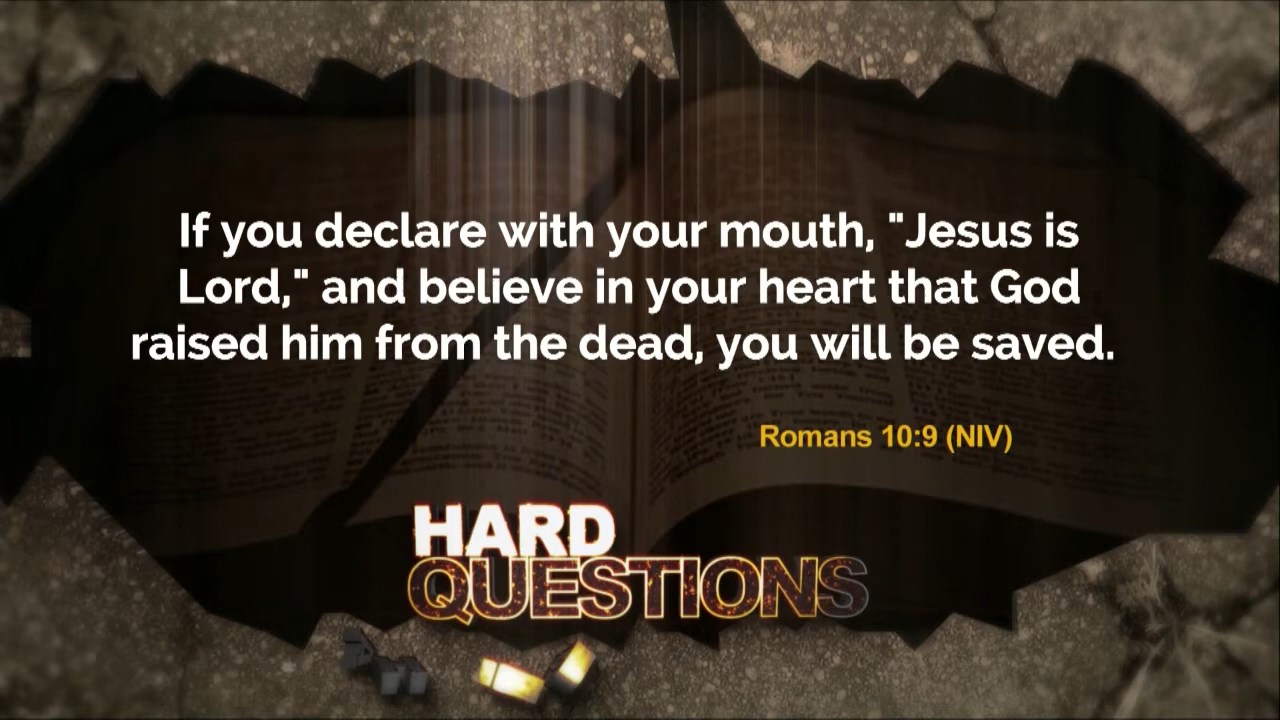 If you declare with your mouth, "Jesus is
Lord," and believe in your heart that God
raised him from the dead, you will be saved.
Romans 10:9 (NIV)
HARD
QUESTIONS